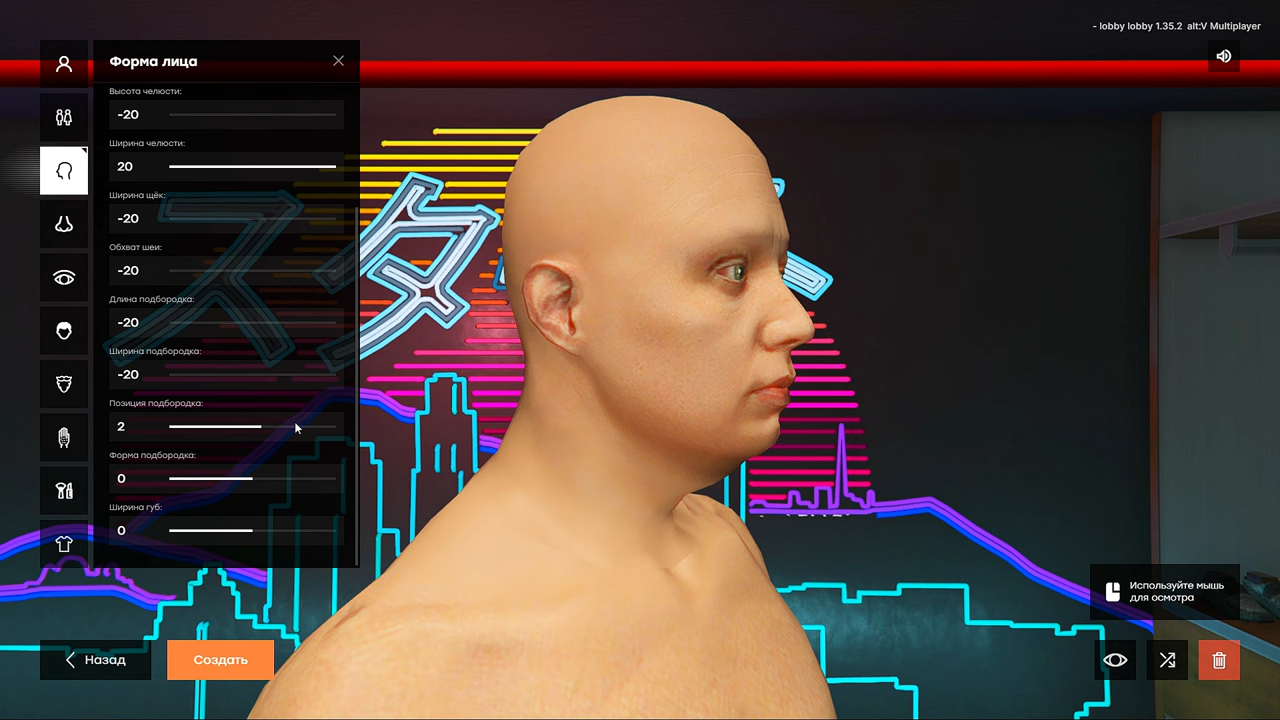 - lobby lobby 1.35.2 alt:V Multiplayer
Форма лица
Высота челюсти:
-20
Ширина челюсти:
20
Ширина щёк:
-20
Обхват шеи:
-20
Длина подбородка:
-20
Ширина подбородка:
-20
Позиция подбородка:
2
Форма подбородка:
0
Ширина губ:
0
Используйте мышь
для осмотра
Назад
Создать
スタ